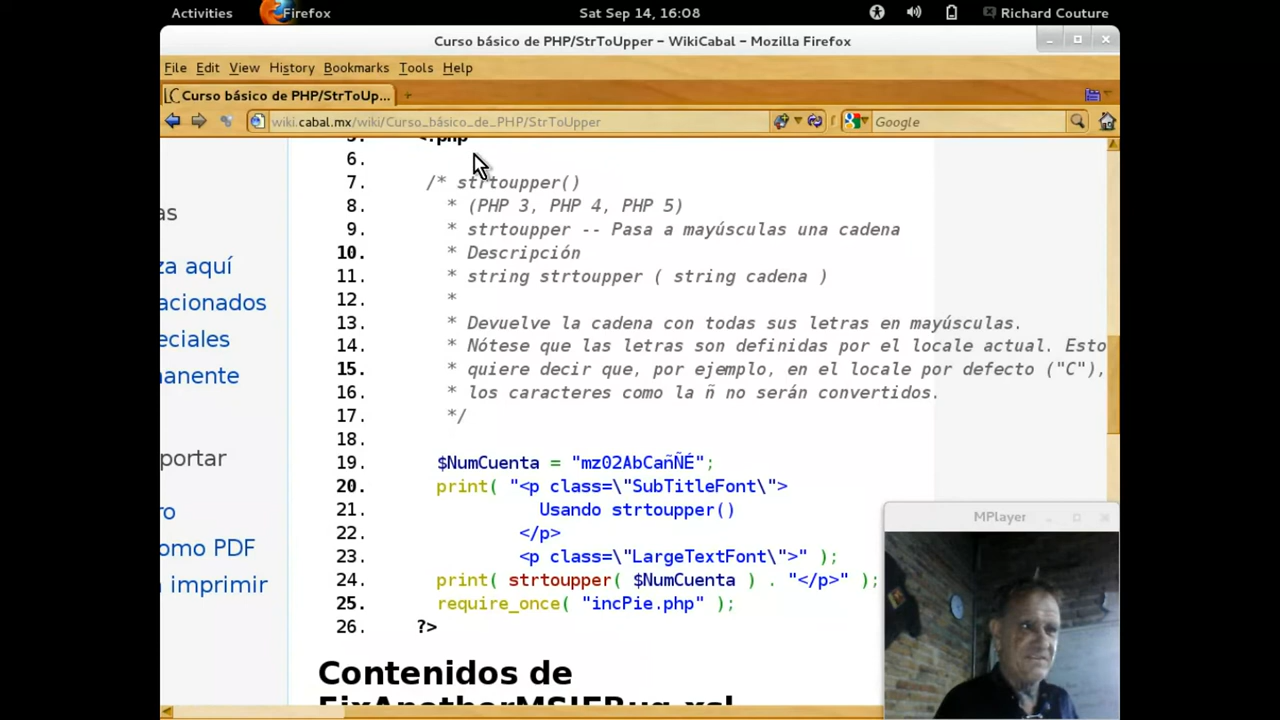 Activities Firefox Sat Sep 14, 16:08 Richard Couture
Curso básico de PHP/StrToUpper - WikiCabal - Mozilla Firefox
File Edit View History Bookmarks Tools Help
Curso básico de PHP/StrToUp...
wiki.cabal.mx/wiki/Curso_básico_de_PHP/StrToUpper Google
5. <?php
6.
7. /* strtoupper()
8. * (PHP 3, PHP 4, PHP 5)
9. * strtoupper -- Pasa a mayúsculas una cadena
10. * Descripción
11. * string strtoupper ( string cadena )
12. *
13. * Devuelve la cadena con todas sus letras en mayúsculas.
14. * Nótese que las letras son definidas por el locale actual. Esto
15. * quiere decir que, por ejemplo, en el locale por defecto ("C"),
16. * los caracteres como la ñ no serán convertidos.
17. */
18.
19. $NumCuenta = "mz02AbCañÑÉ";
20. print( "<p class=\"SubTitleFont\">
21. Usando strtoupper()
22. </p>
23. <p class=\"LargeTextFont\">" );
24. print( strtoupper( $NumCuenta ) . "</p>" );
25. require_once( "incPie.php" );
26. ?>
Contenidos de
FixAnotherMSIEBug.xsl
as
za aquí
acionados
eciales
manente
portar
ro
omo PDF
a imprimir
MPlayer